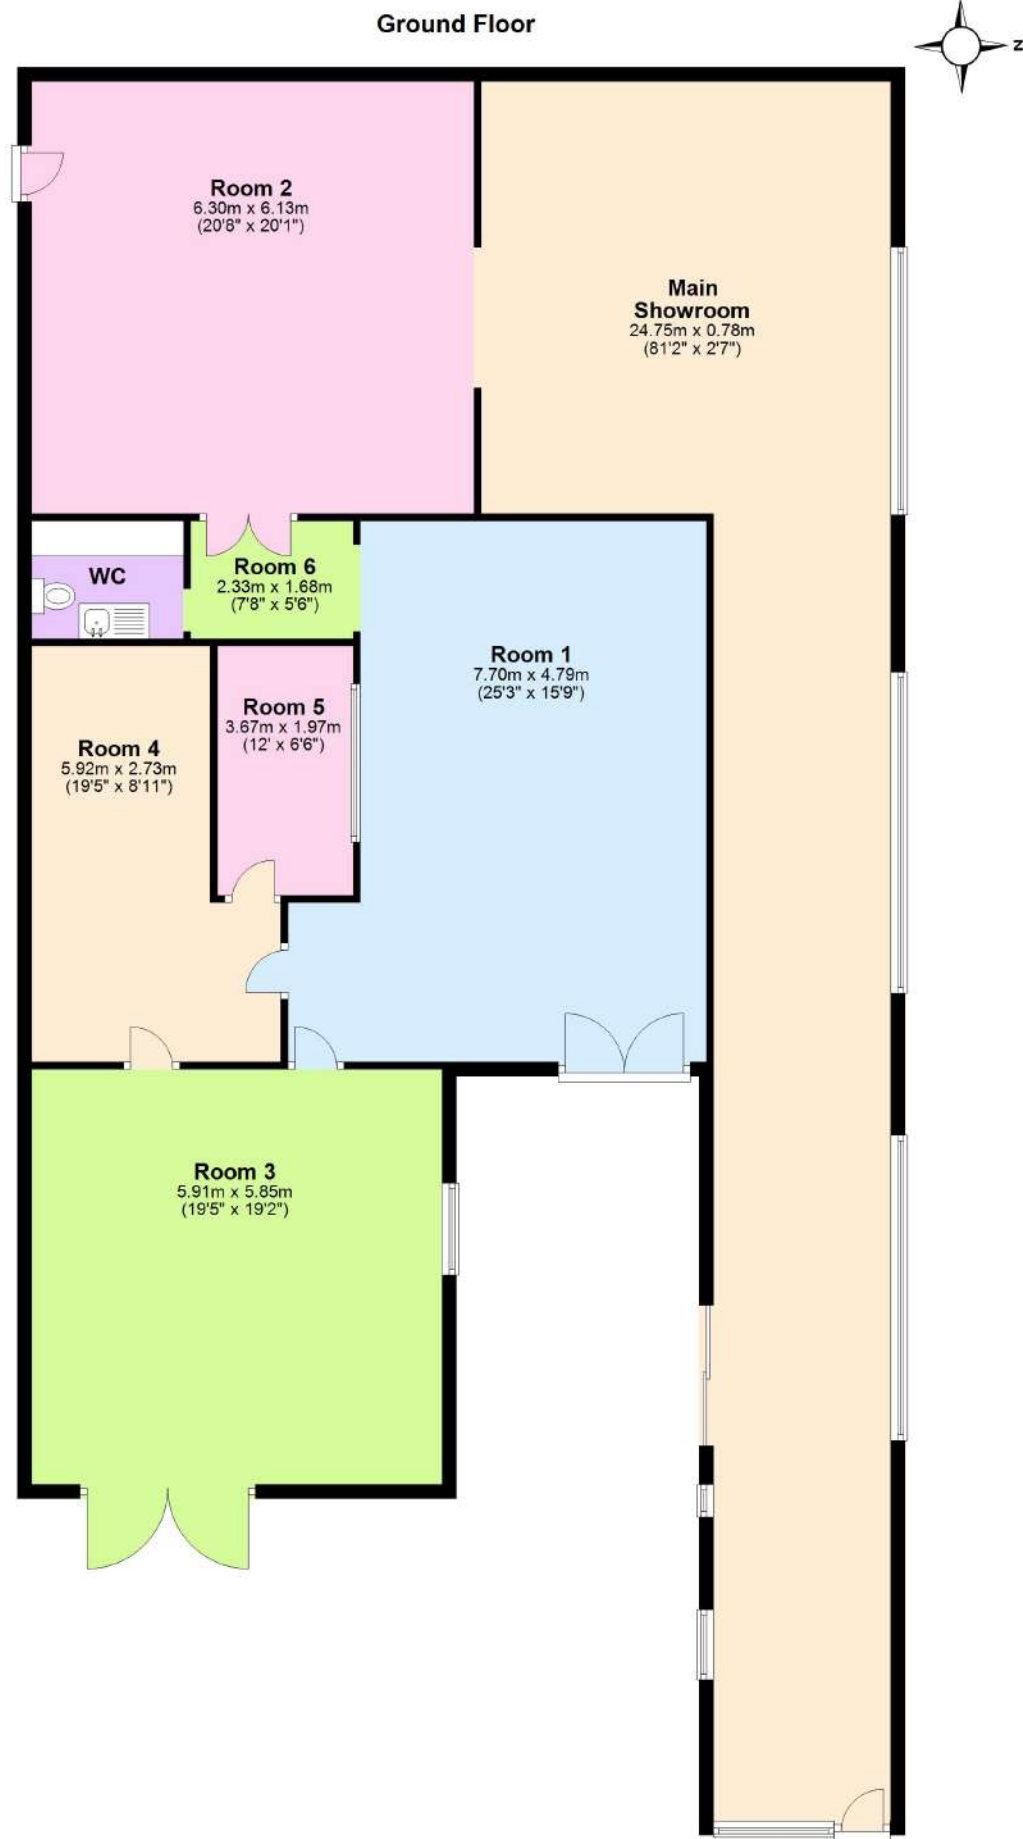 Ground Floor
N
Room 2
6.30m x 6.13m
(20'8" x 20'1")
Main
Showroom
24.75m x 0.78m
(81'2" x 2'7")
WC
Room 6
2.33m x 1.68m
(7'8" x 5'6")
Room 1
7.70m x 4.79m
(25'3" x 15'9")
Room 5
3.67m x 1.97m
(12' x 6'6")
Room 4
5.92m x 2.73m
(19'5" x 8'11")
Room 3
5.91m x 5.85m
(19'5" x 19'2")